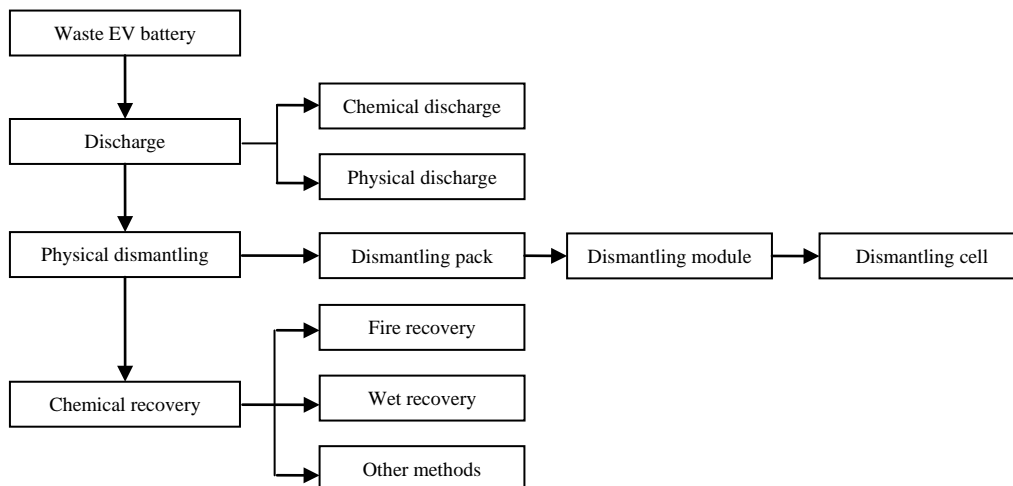 Waste EV battery
Chemical discharge
Discharge
Physical discharge
Physical dismantling
Dismantling pack
Dismantling module
Dismantling cell
Fire recovery
Chemical recovery
Wet recovery
Other methods